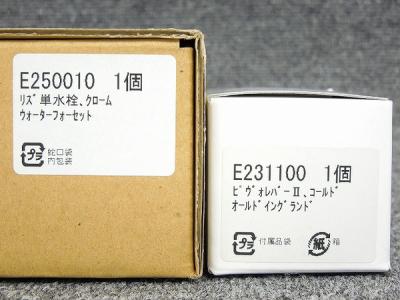 E250010 1個
ﾘｽﾞ単水栓､ｸﾛｰﾑ
ｳｫｰﾀｰﾌｫｰｾｯﾄ
プラ
蛇口袋
内包装
E231100 1個
ﾋﾟｳﾞｫﾚﾊﾞｰⅡ､ｺｰﾙﾄﾞ
ｵｰﾙﾄﾞｲﾝｸﾞﾗﾝﾄﾞ
プラ
付属品袋
紙
箱